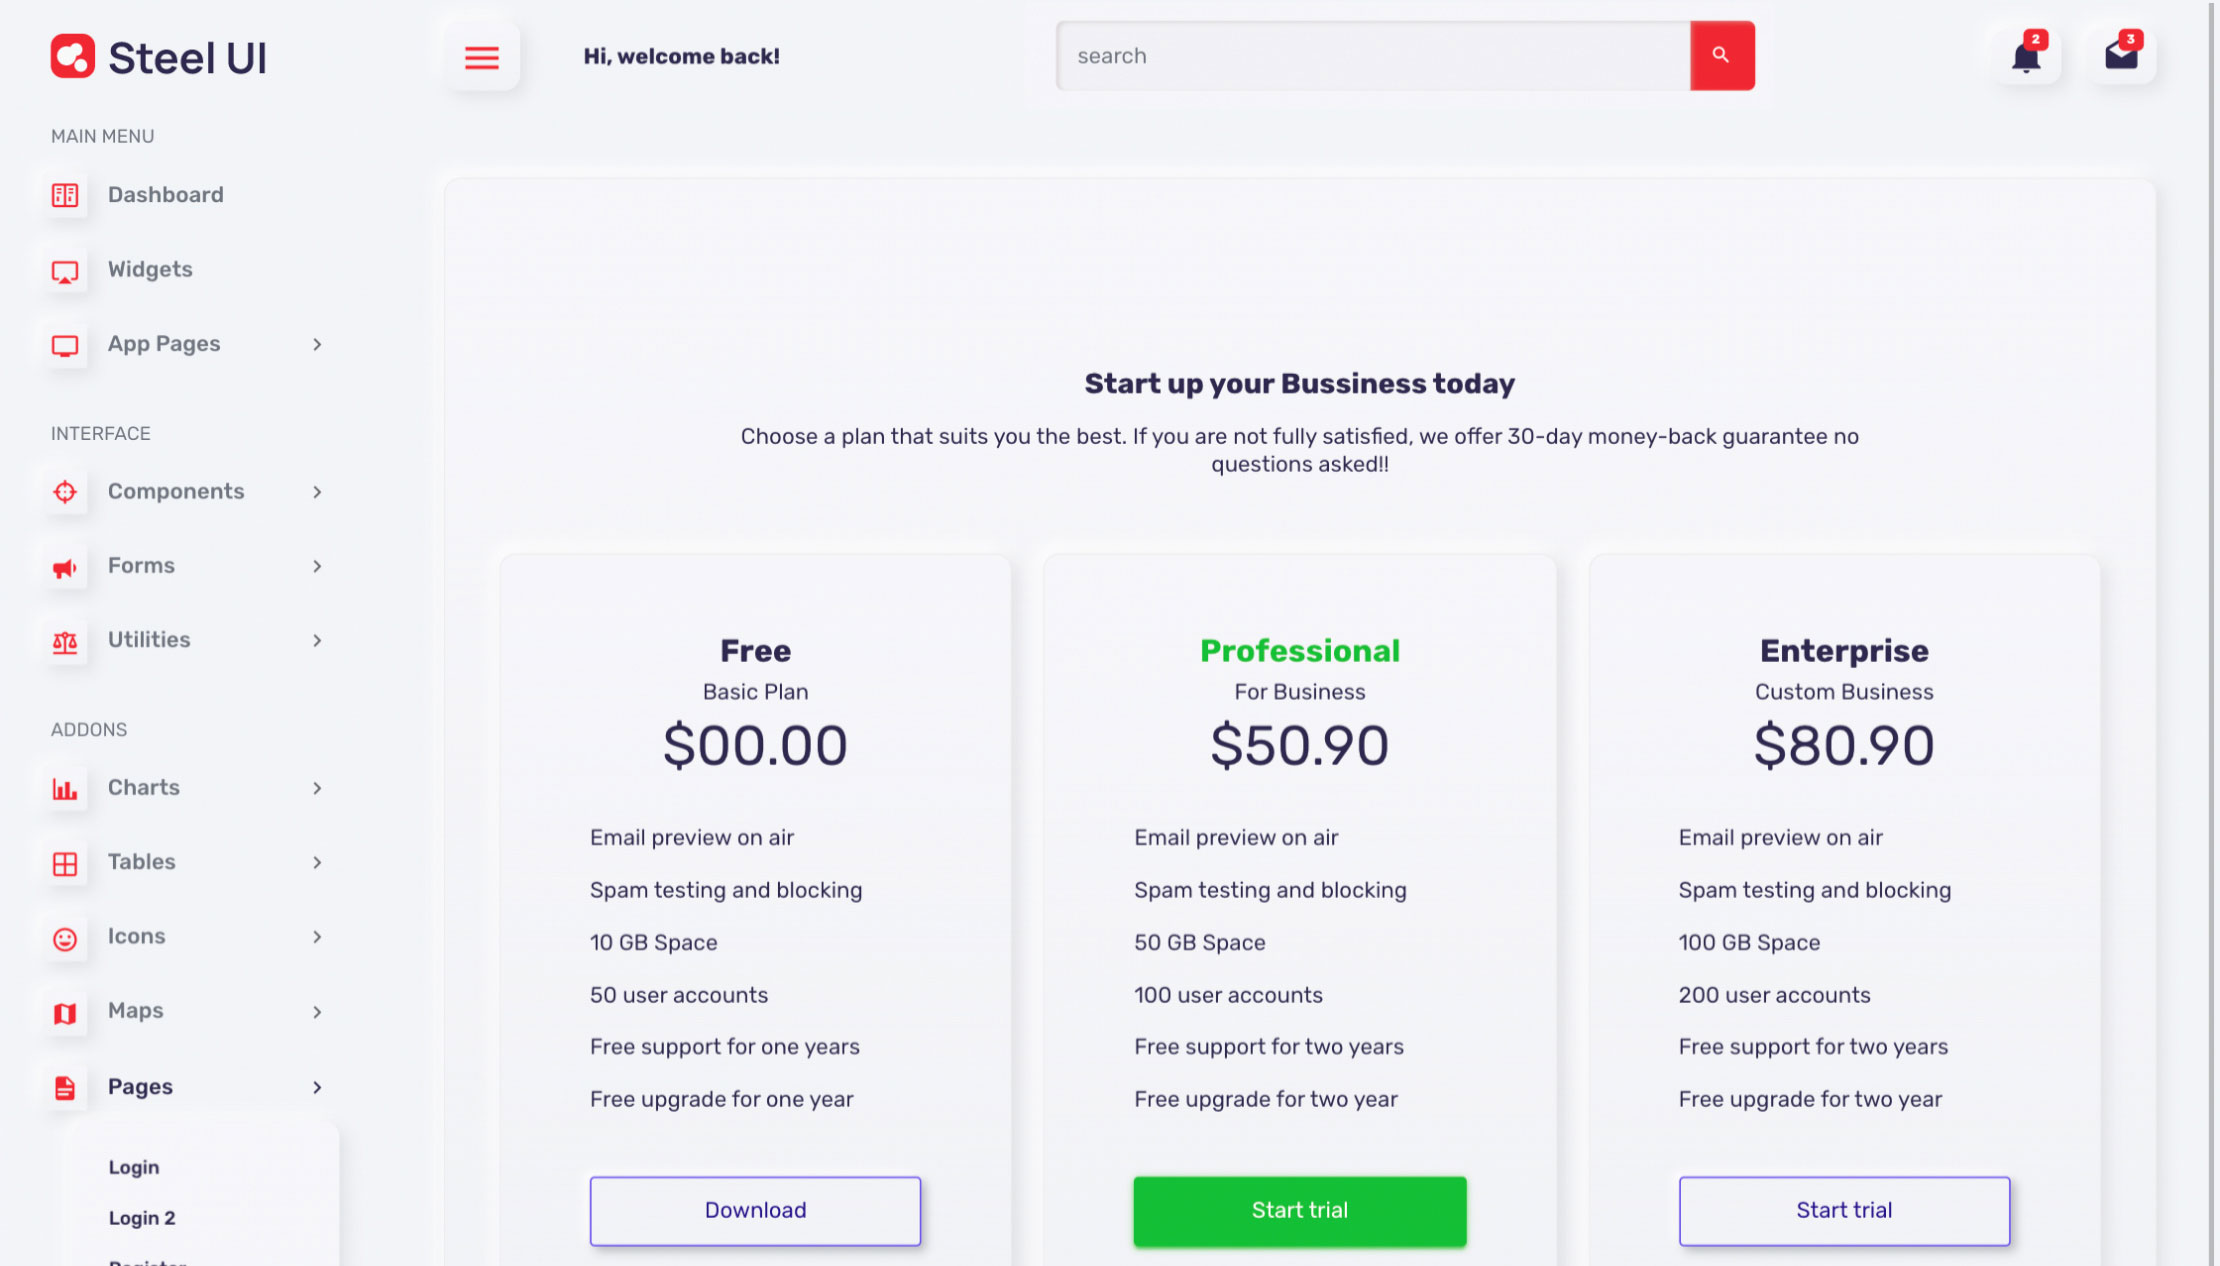 Steel UI
Hi, welcome back!
search
2
3
MAIN MENU
Dashboard
Widgets
App Pages
INTERFACE
Components
Forms
Utilities
ADDONS
Charts
Tables
Icons
Maps
Pages
Login
Login 2
Register
Start up your Bussiness today
Choose a plan that suits you the best. If you are not fully satisfied, we offer 30-day money-back guarantee no
questions asked!!
Free
Basic Plan
$00.00
Email preview on air
Spam testing and blocking
10 GB Space
50 user accounts
Free support for one years
Free upgrade for one year
Download
Professional
For Business
$50.90
Email preview on air
Spam testing and blocking
50 GB Space
100 user accounts
Free support for two years
Free upgrade for two year
Start trial
Enterprise
Custom Business
$80.90
Email preview on air
Spam testing and blocking
100 GB Space
200 user accounts
Free support for two years
Free upgrade for two year
Start trial